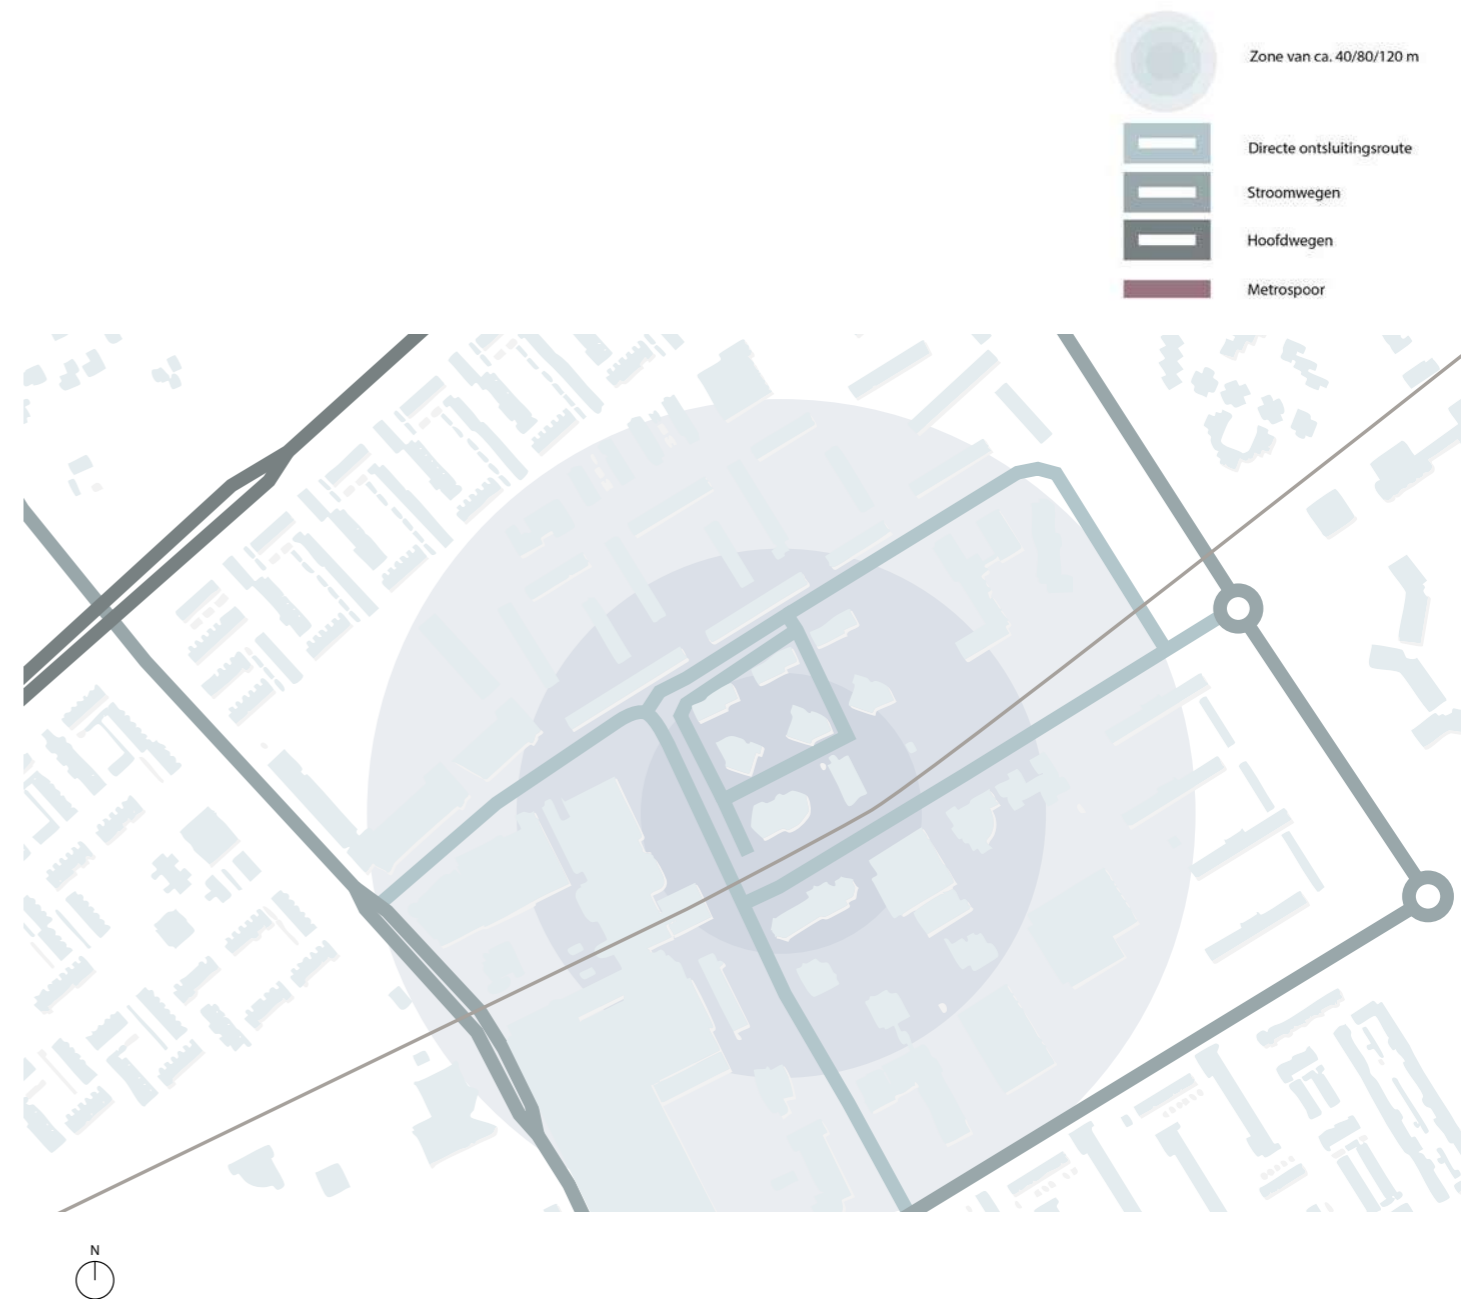 Zone van ca. 40/80/120 m
Directe ontsluitingsroute
Stroomwegen
Hoofdwegen
Metrospoor
N